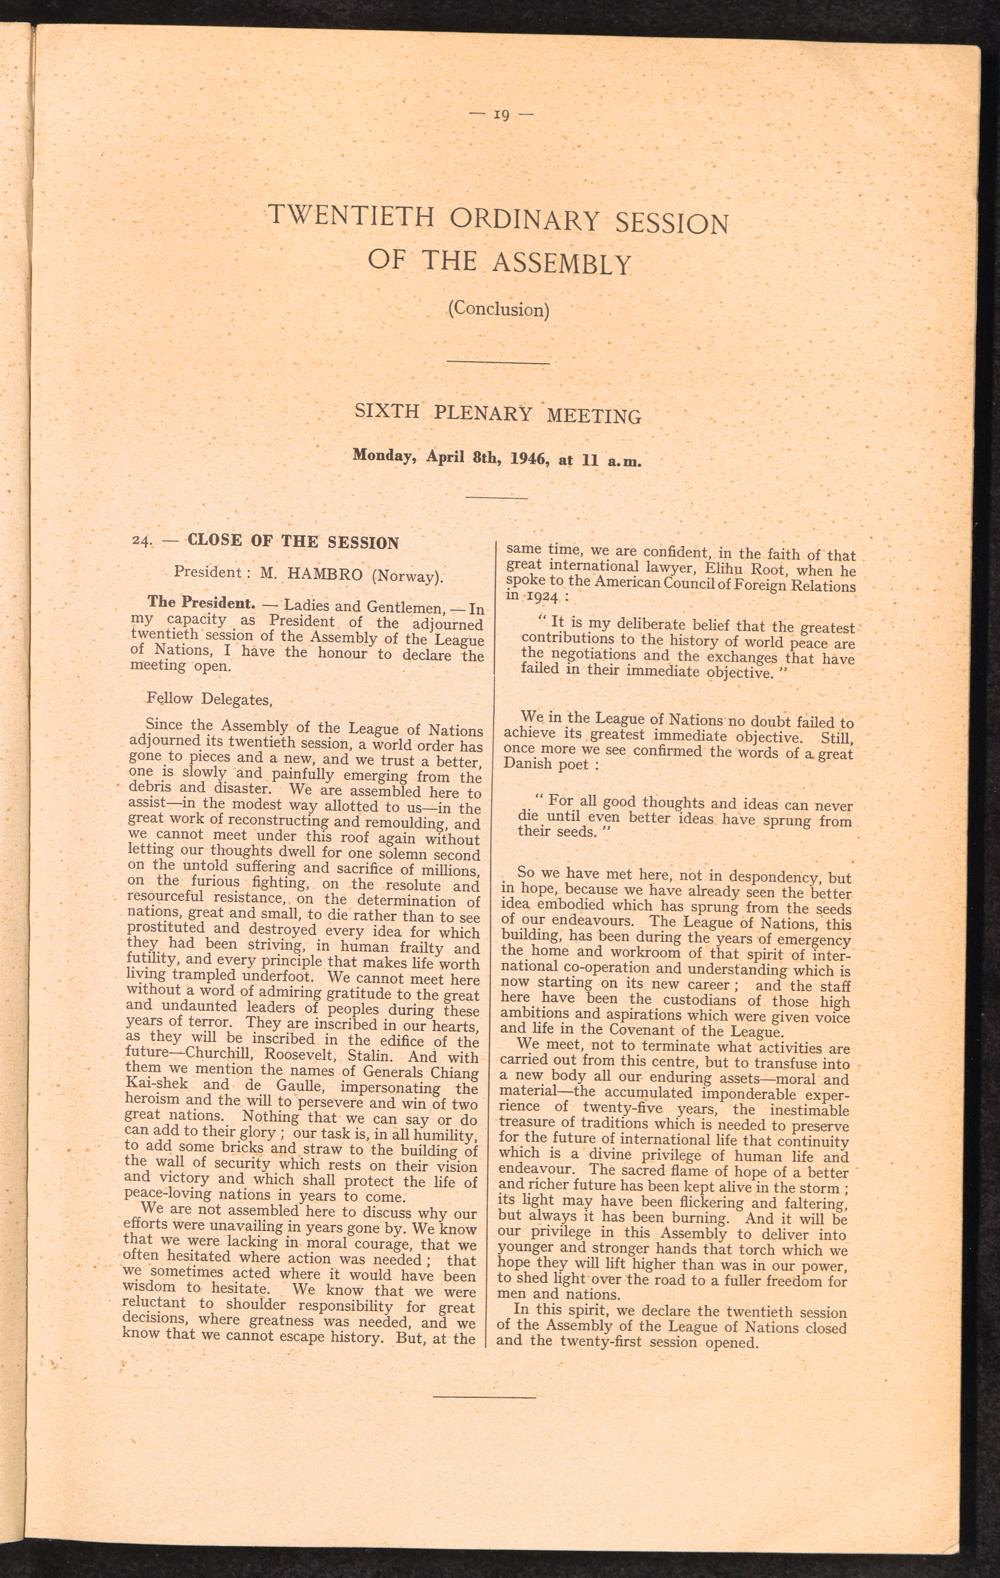 — 19 —
TWENTIETH ORDINARY SESSION
OF THE ASSEMBLY
(Conclusion)
SIXTH PLENARY MEETING
Monday, April 8th, 1946, at 11 a.m.
24. — CLOSE OF THE SESSION
President : M. HAMBRO (Norway).
The President. — Ladies and Gentlemen, — In
my capacity as President of the adjourned
twentieth session of the Assembly of the League
of Nations, I have the honour to declare the
meeting open.
Fellow Delegates,
Since the Assembly of the League of Nations
adjourned its twentieth session, a world order has
gone to pieces and a new, and we trust a better,
one is slowly and painfully emerging from the
debris and disaster. We are assembled here to
assist—in the modest way allotted to us—in the
great work of reconstructing and remoulding, and
we cannot meet under this roof again without
letting our thoughts dwell for one solemn second
on the untold suffering and sacrifice of millions,
on the furious fighting, on the resolute and
resourceful resistance, on the determination of
nations, great and small, to die rather than to see
prostituted and destroyed every idea for which
they had been striving, in human frailty and
futility, and every principle that makes life worth
living trampled underfoot. We cannot meet here
without a word of admiring gratitude to the great
and undaunted leaders of peoples during these
years of terror. They are inscribed in our hearts,
as they will be inscribed in the edifice of the
future—Churchill, Roosevelt, Stalin. And with
them we mention the names of Generals Chiang
Kai-shek and de Gaulle, impersonating the
heroism and the will to persevere and win of two
great nations. Nothing that we can say or do
can add to their glory ; our task is, in all humility,
to add some bricks and straw to the building of
the wall of security which rests on their vision
and victory and which shall protect the life of
peace-loving nations in years to come.
We are not assembled here to discuss why our
efforts were unavailing in years gone by. We know
that we were lacking in moral courage, that we
often hesitated where action was needed ; that
we sometimes acted where it would have been
wisdom to hesitate. We know that we were
reluctant to shoulder responsibility for great
decisions, where greatness was needed, and we
know that we cannot escape history. But, at the
same time, we are confident, in the faith of that
great international lawyer, Elihu Root, when he
spoke to the American Council of Foreign Relations
in 1924 :
“ It is my deliberate belief that the greatest
contributions to the history of world peace are
the negotiations and the exchanges that have
failed in their immediate objective. ”
We in the League of Nations no doubt failed to
achieve its greatest immediate objective. Still,
once more we see confirmed the words of a great
Danish poet :
“ For all good thoughts and ideas can never
die until even better ideas have sprung from
their seeds. ”
So we have met here, not in despondency, but
in hope, because we have already seen the better
idea embodied which has sprung from the seeds
of our endeavours. The League of Nations, this
building, has been during the years of emergency
the home and workroom of that spirit of inter-
national co-operation and understanding which is
now starting on its new career ; and the staff
here have been the custodians of those high
ambitions and aspirations which were given voice
and life in the Covenant of the League.
We meet, not to terminate what activities are
carried out from this centre, but to transfuse into
a new body all our enduring assets—moral and
material—the accumulated imponderable exper-
rience of twenty-five years, the inestimable
treasure of traditions which is needed to preserve
for the future of international life that continuity
which is a divine privilege of human life and
endeavour. The sacred flame of hope of a better
and richer future has been kept alive in the storm ;
its light may have been flickering and faltering,
but always it has been burning. And it will be
our privilege in this Assembly to deliver into
younger and stronger hands that torch which we
hope they will lift higher than was in our power,
to shed light over the road to a fuller freedom for
men and nations.
In this spirit, we declare the twentieth session
of the Assembly of the League of Nations closed
and the twenty-first session opened.